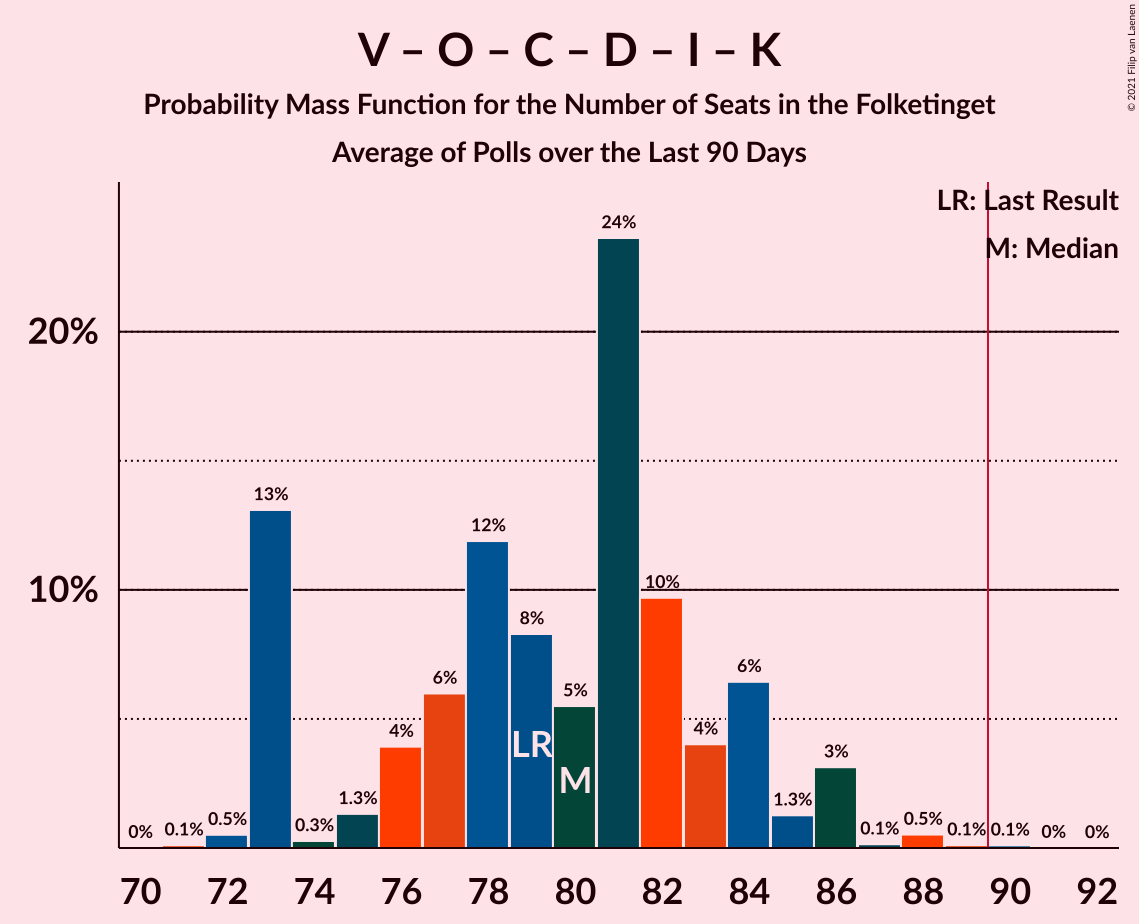 V – O – C – D – I – K
Probability Mass Function for the Number of Seats in the Folketinget
Average of Polls over the Last 90 Days
© 2021 Filip van Laenen
LR: Last Result
M: Median
20%
10%
0%
0.1%
0.5%
13%
0.3%
1.3%
4%
6%
12%
8%
5%
24%
10%
4%
6%
1.3%
3%
0.1%
0.5%
0.1%
0.1%
0%
0%
LR
M
70 72 74 76 78 80 82 84 86 88 90 92